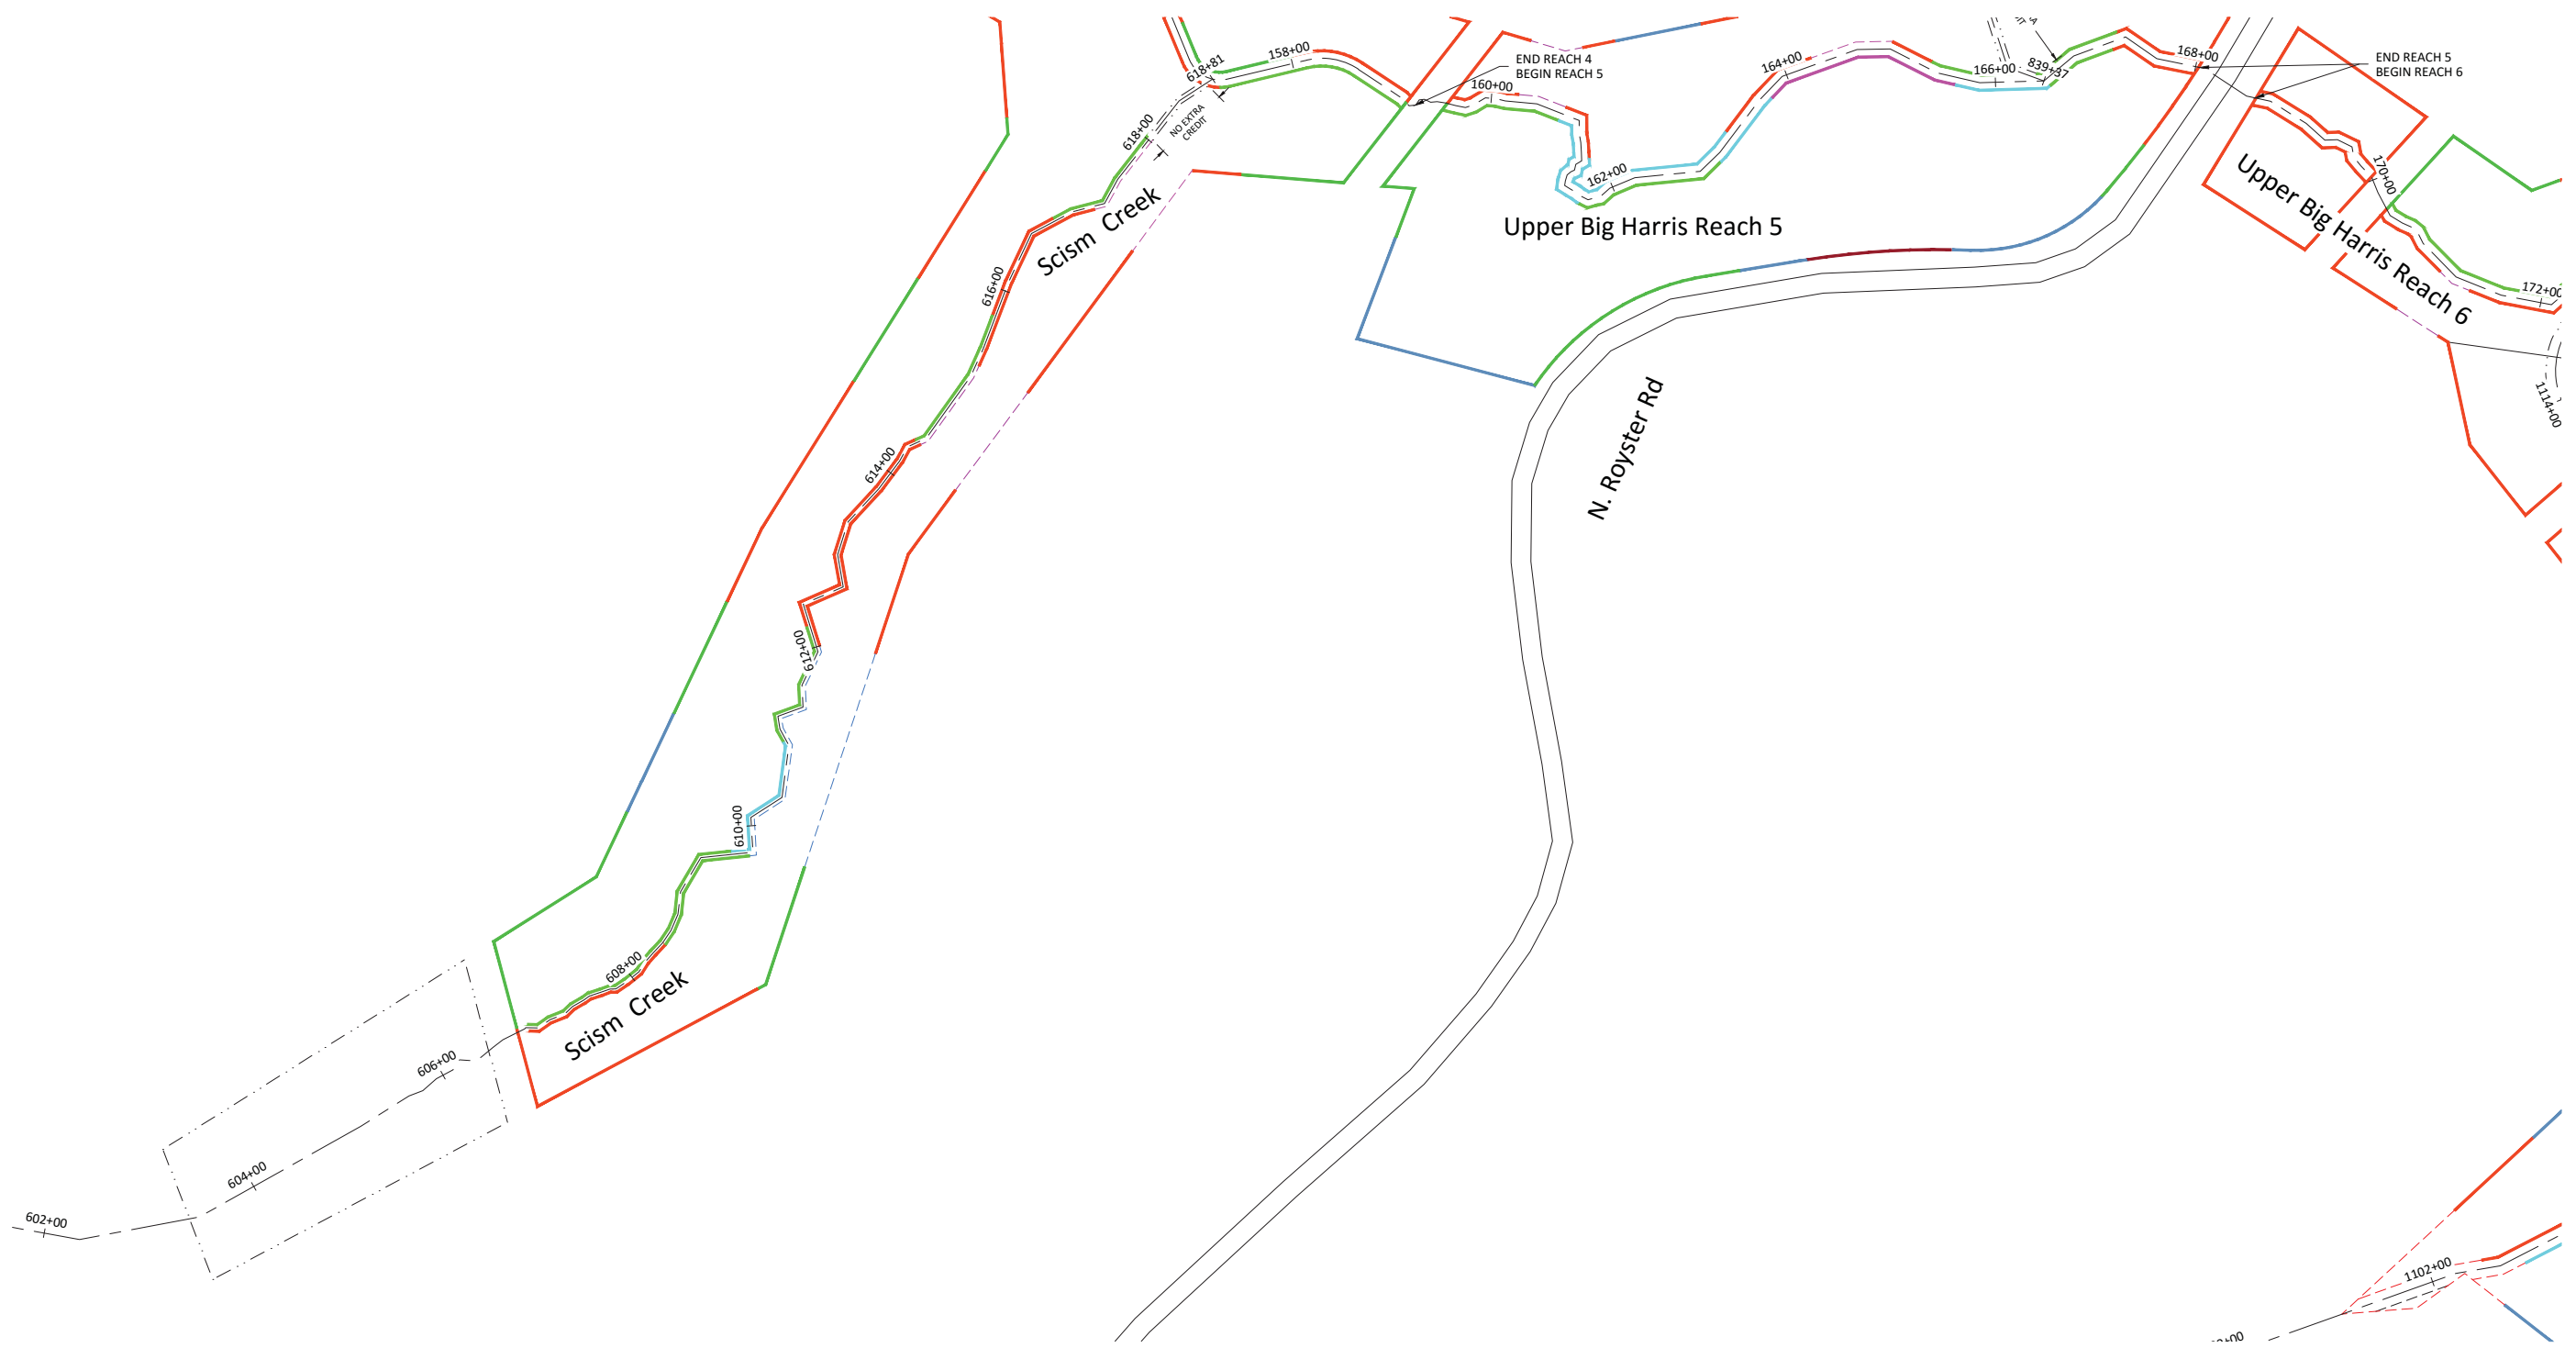 158+00
618+81
NO EXTRA
CREDIT
618+00
END REACH 4
BEGIN REACH 5
160+00
164+00
166+00
839+37
168+00
END REACH 5
BEGIN REACH 6
162+00
170+00
Scism Creek
Upper Big Harris Reach 5
Upper Big Harris Reach 6
172+00
616+00
1114+00
N. Royster Rd
614+00
612+00
610+00
608+00
Scism Creek
606+00
604+00
602+00
1102+00